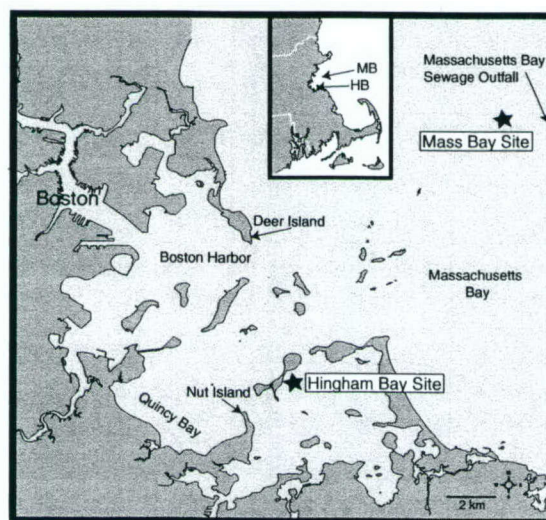 MB
HB
Massachusetts Bay
Sewage Outfall
Mass Bay Site
Boston
Deer Island
Boston Harbor
Massachusetts
Bay
Nut Island
Hingham Bay Site
Quincy Bay
2 km